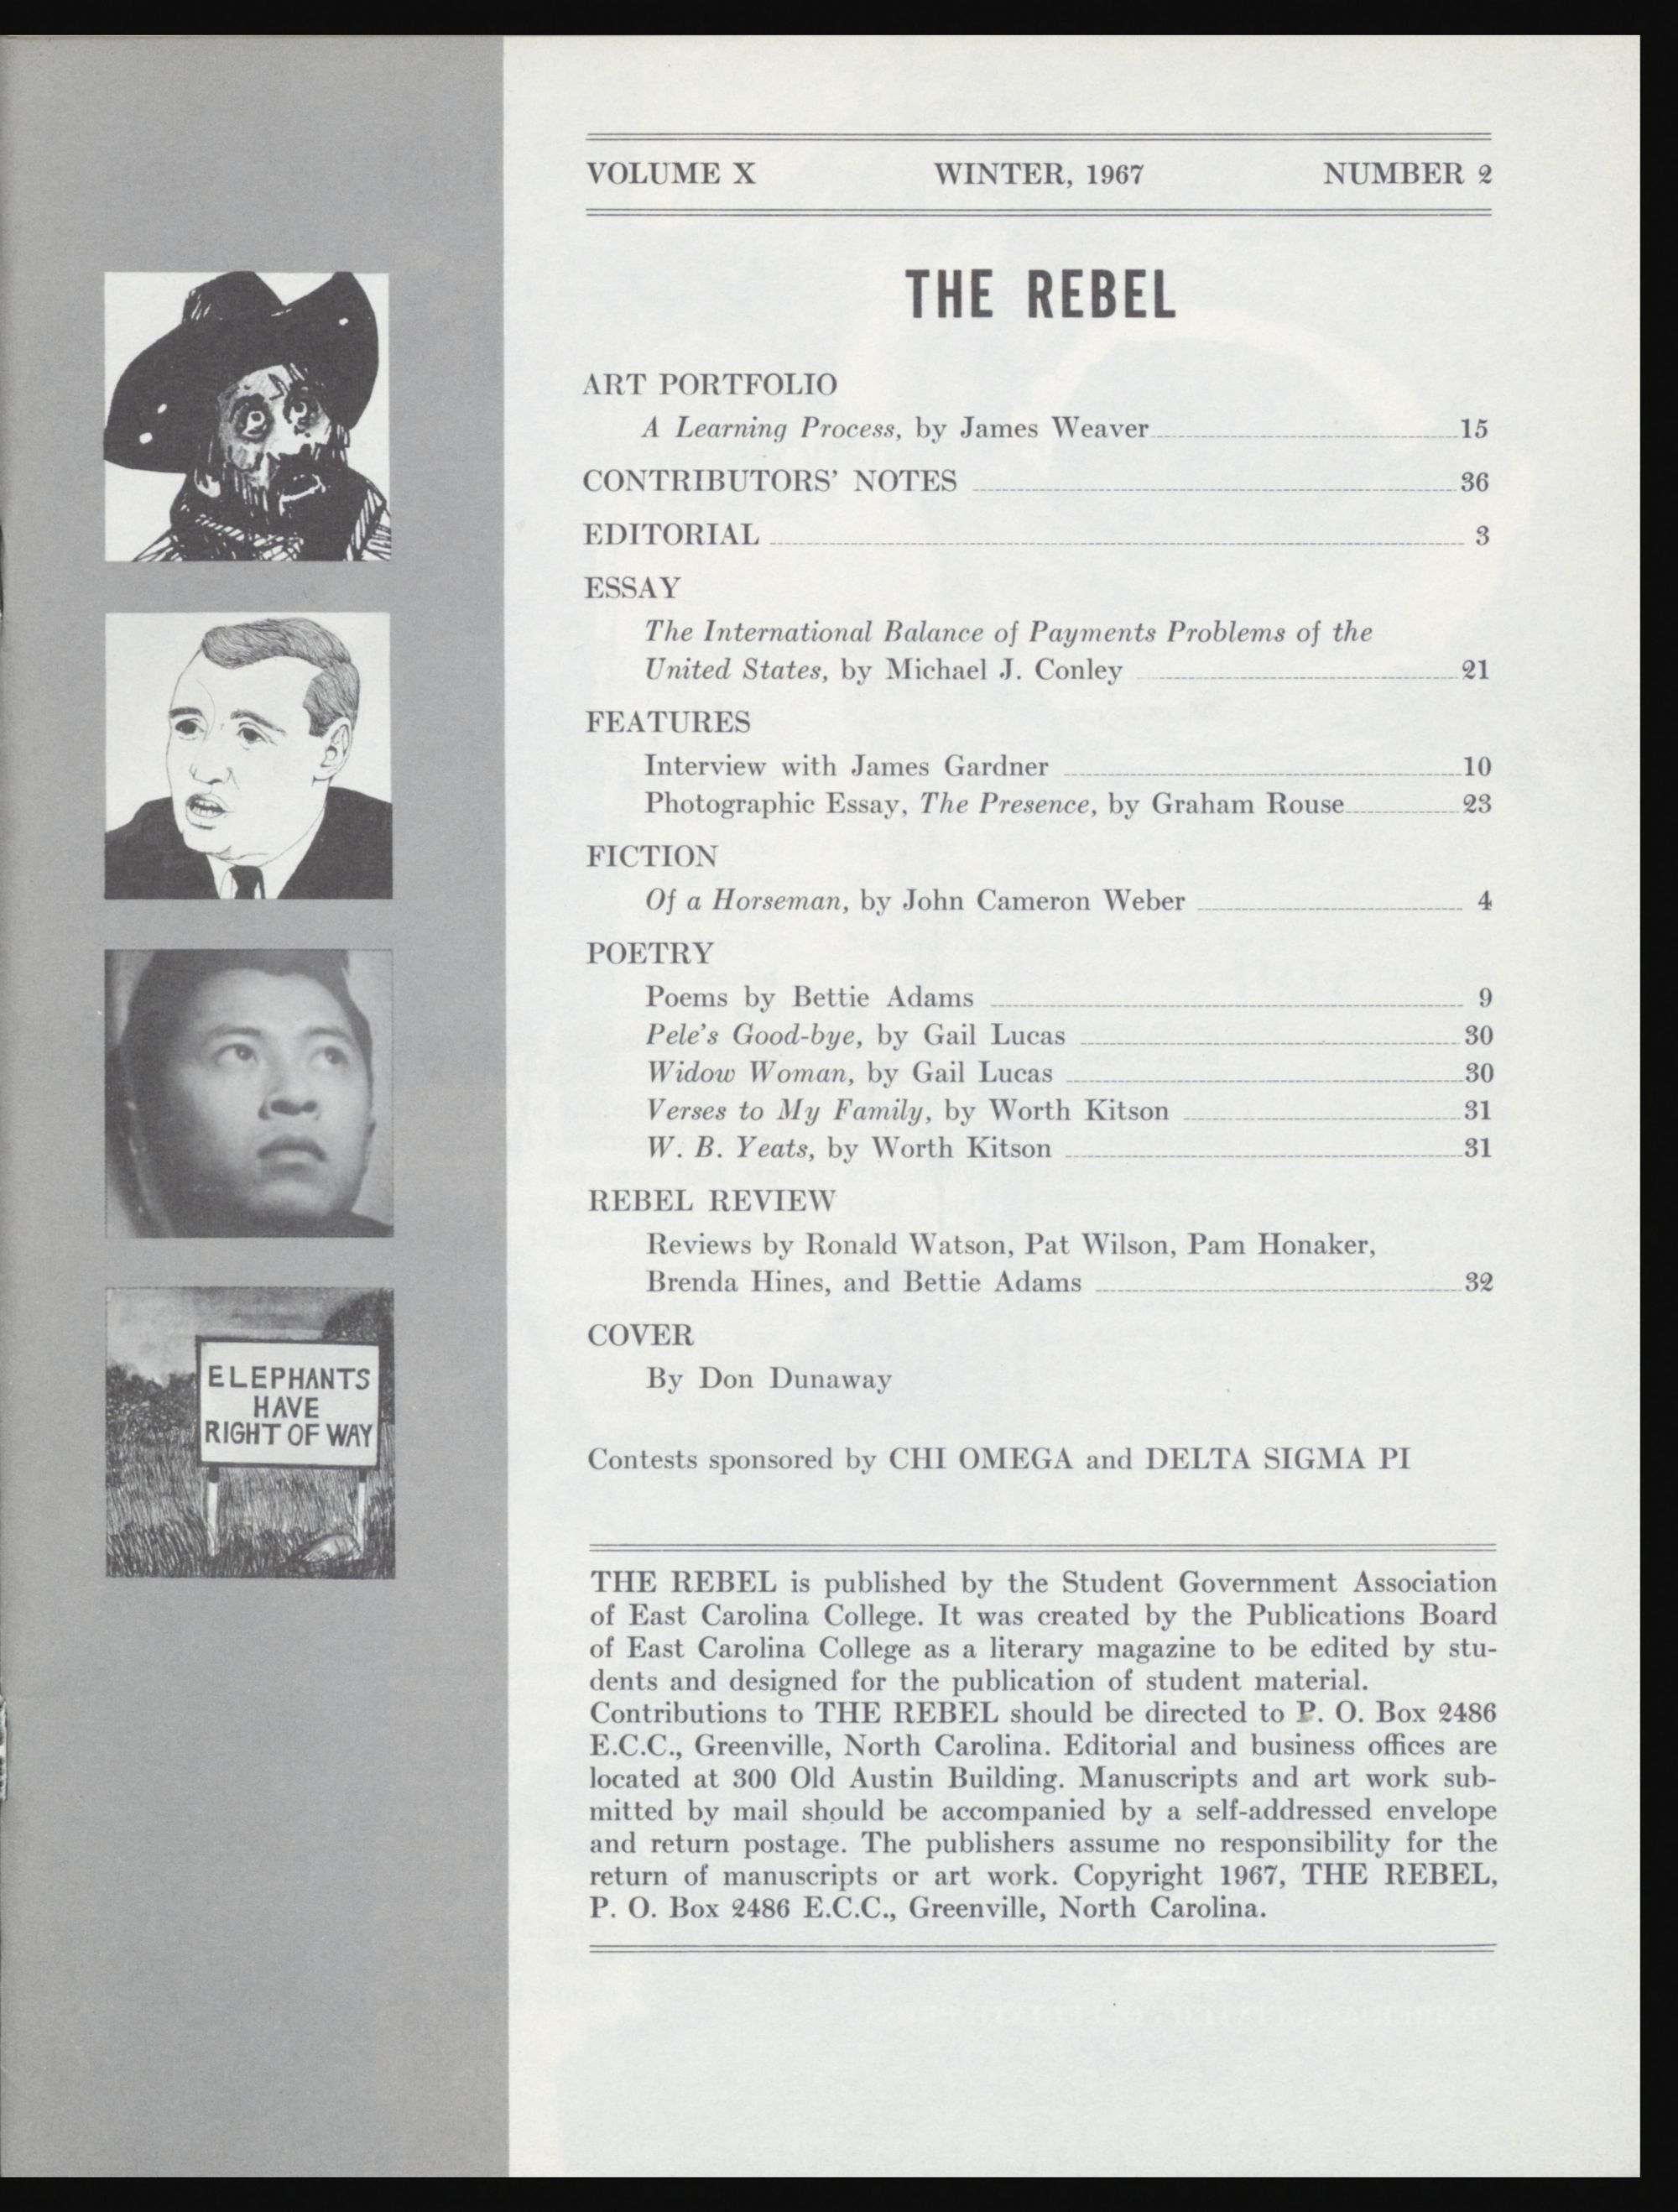 VOLUME X WINTER, 1967 NUMBER 2
THE REBEL
ART PORTFOLIO
A Learning Process, by James Weaver 15
CONTRIBUTORS' NOTES 36
EDITORIAL 3
ESSAY
The International Balance of Payments Problems of the
United States, by Michael J. Conley 21
FEATURES
Interview with James Gardner 10
Photographic Essay, The Presence, by Graham Rouse 23
FICTION
Of a Horseman, by John Cameron Weber 4
POETRY
Poems by Bettie Adams 9
Pele's Good-bye, by Gail Lucas 30
Widow Woman, by Gail Lucas 30
Verses to My Family, by Worth Kitson 31
W. B. Yeats, by Worth Kitson 31
REBEL REVIEW
Reviews by Ronald Watson, Pat Wilson, Pam Honaker,
Brenda Hines, and Bettie Adams 32
COVER
By Don Dunaway
Contests sponsored by CHI OMEGA and DELTA SIGMA PI
THE REBEL is published by the Student Government Association
of East Carolina College. It was created by the Publications Board
of East Carolina College as a literary magazine to be edited by stu-
dents and designed for the publication of student material.
Contributions to THE REBEL should be directed to P. O. Box 2486
E.C.C., Greenville, North Carolina. Editorial and business offices are
located at 300 Old Austin Building. Manuscripts and art work sub-
mitted by mail should be accompanied by a self-addressed envelope
and return postage. The publishers assume no responsibility for the
return of manuscripts or art work. Copyright 1967, THE REBEL,
P. O. Box 2486 E.C.C., Greenville, North Carolina.
ELEPHANTS
HAVE
RIGHT OF WAY